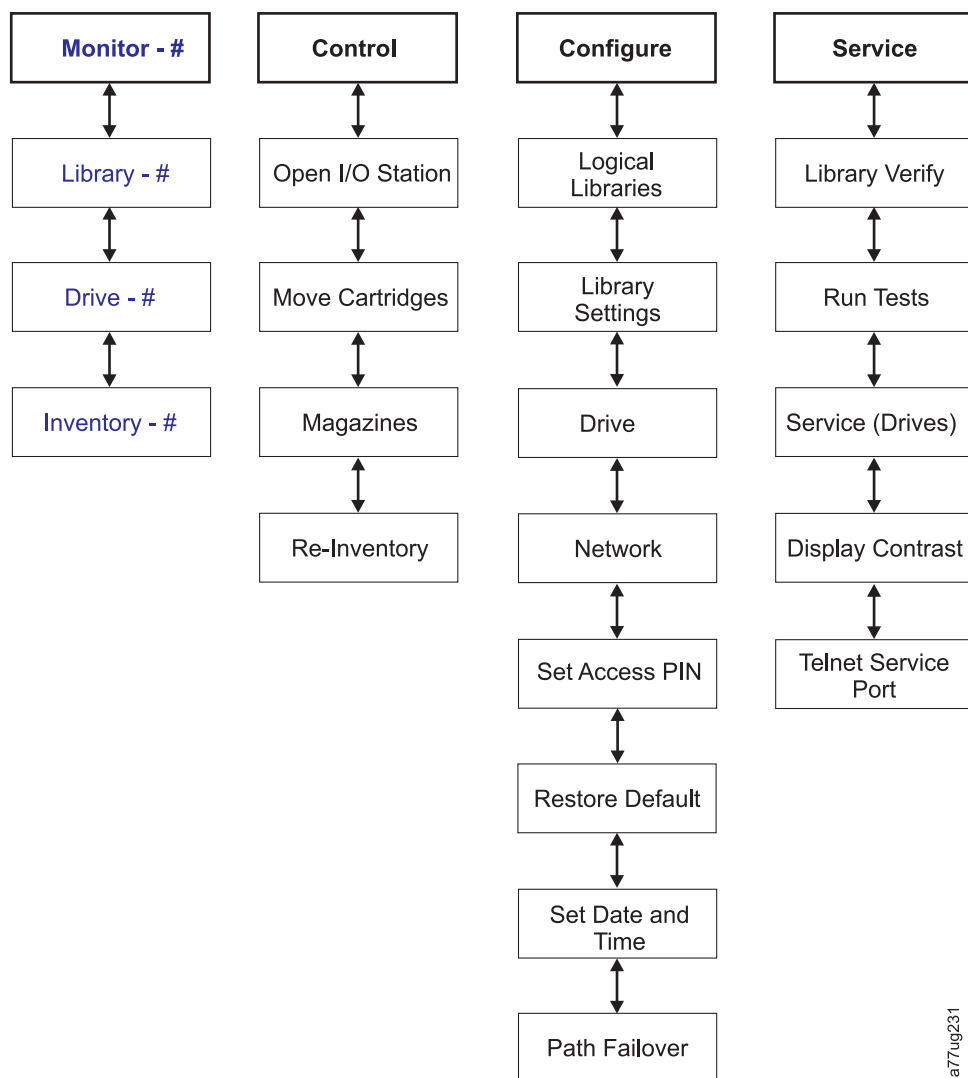 Monitor - #
Library - #
Drive - #
Inventory - #
Control
Open I/O Station
Move Cartridges
Magazines
Re-Inventory
Configure
Logical
Libraries
Library
Settings
Drive
Network
Set Access PIN
Restore Default
Set Date and
Time
Path Failover
Service
Library Verify
Run Tests
Service (Drives)
Display Contrast
Telnet Service
Port
a77ug231